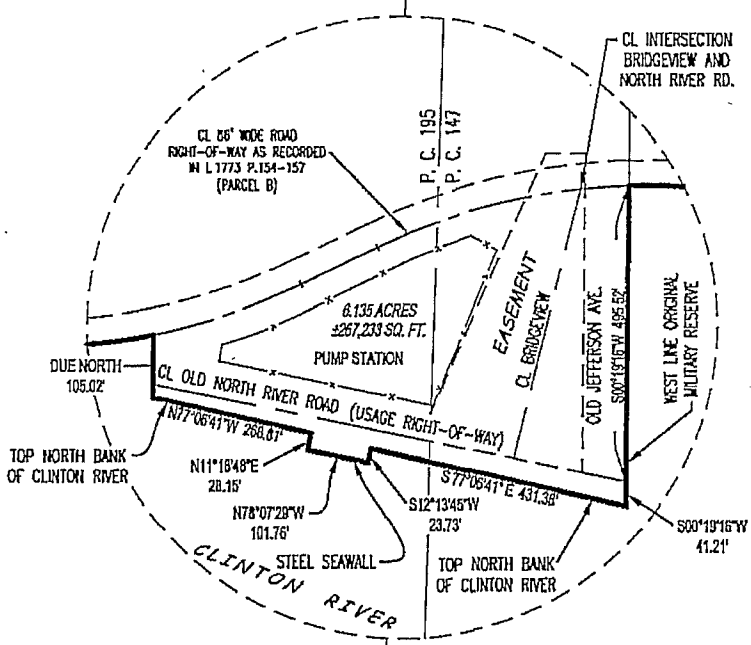 CL INTERSECTION
BRIDGEVIEW AND
NORTH RIVER RD.
P. C. 195
P. C. 147
CL 86' WIDE ROAD
RIGHT-OF-WAY AS RECORDED
IN L 1773 P.154-157
(PARCEL B)
6.135 ACRES
±267,233 SQ. FT.
PUMP STATION
EASEMENT
CL BRIDGEVIEW
OLD JEFFERSON AVE.
S00°19'16"W 495.52'
WEST LINE ORIGINAL
MILITARY RESERVE
DUE NORTH
105.02'
CL OLD NORTH RIVER ROAD (USAGE RIGHT-OF-WAY)
N77°06'41"W 268.81'
TOP NORTH BANK
OF CLINTON RIVER
N11°18'48"E
28.15'
N78°07'29"W
101.76'
STEEL SEAWALL
S12°13'45"W
23.73'
S77°06'41"E 431.38'
TOP NORTH BANK
OF CLINTON RIVER
S00°19'16"W
41.21'
CLINTON RIVER